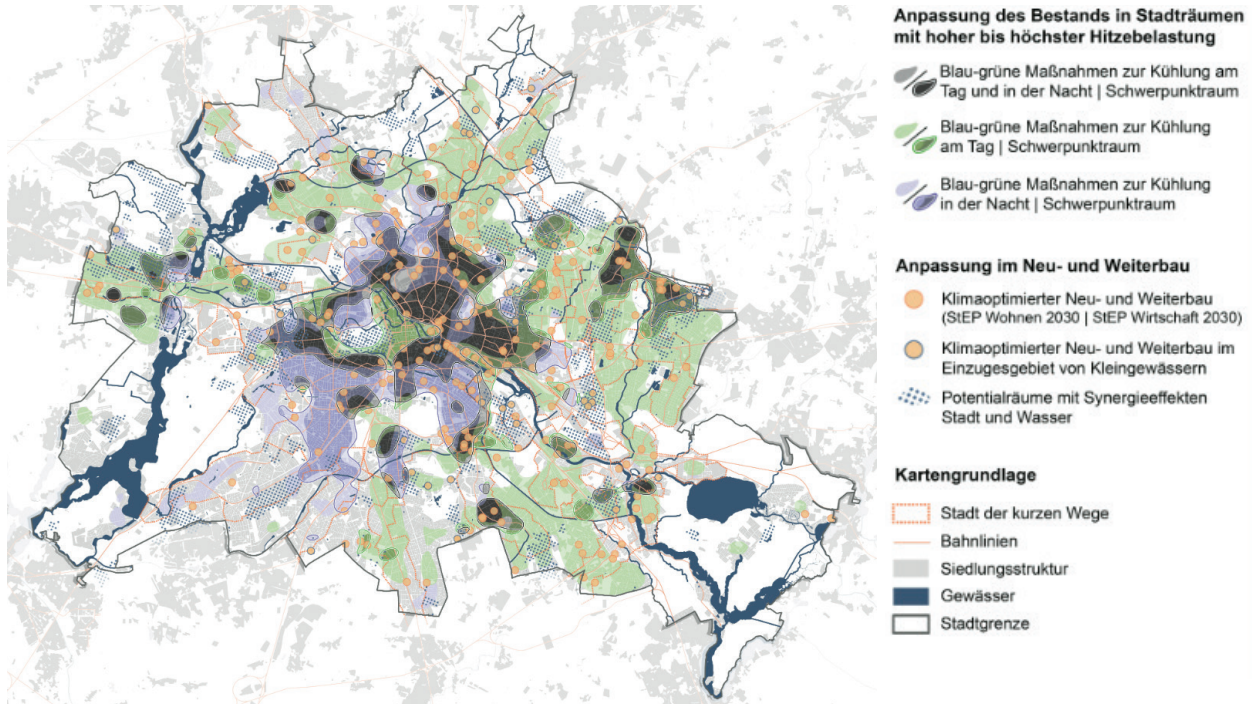 Anpassung des Bestands in Stadträumen
mit hoher bis höchster Hitzebelastung
Blau-grüne Maßnahmen zur Kühlung am
Tag und in der Nacht | Schwerpunktraum
Blau-grüne Maßnahmen zur Kühlung
am Tag | Schwerpunktraum
Blau-grüne Maßnahmen zur Kühlung
in der Nacht | Schwerpunktraum
Anpassung im Neu- und Weiterbau
Klimaoptimierter Neu- und Weiterbau
(StEP Wohnen 2030 | StEP Wirtschaft 2030)
Klimaoptimierter Neu- und Weiterbau im
Einzugesgebiet von Kleingewässern
Potentialräume mit Synergieeffekten
Stadt und Wasser
Kartengrundlage
Stadt der kurzen Wege
Bahnlinien
Siedlungsstruktur
Gewässer
Stadtgrenze